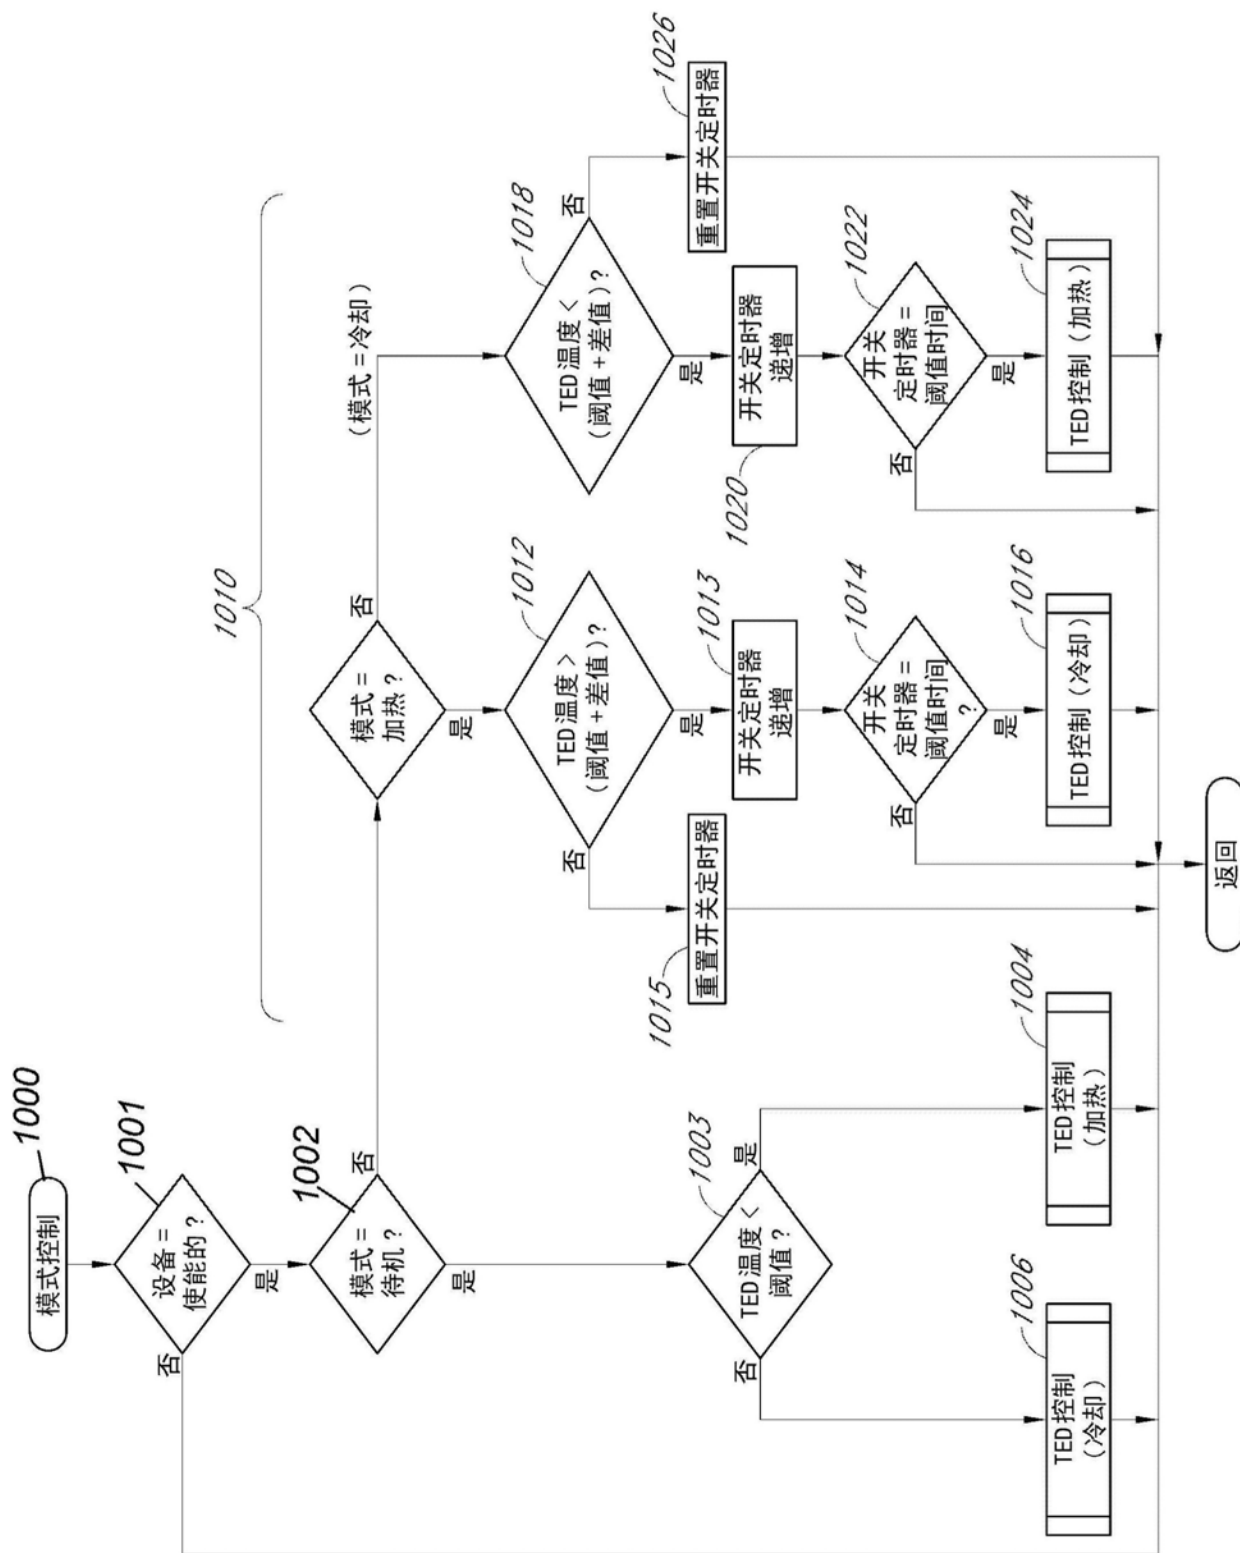 1000
模式控制
1001
设备=
使能的?
否
是
1002
模式=
待机?
否
是
1010
模式=
加热?
否
(模式=冷却)
是
1003
TED温度<
阈值?
否
是
1006
TED控制
(冷却)
1004
TED控制
(加热)
1012
TED温度>
(阈值+差值)?
否
是
1015
重置开关定时器
1013
开关定时器
递增
1014
开关
定时器=
阈值时间
?
否
是
1016
TED控制(冷却)
1018
TED温度<
(阈值+差值)?
否
是
1026
重置开关定时器
1020
开关定时器
递增
1022
开关
定时器=
阈值时间
否
是
1024
TED控制(加热)
返回